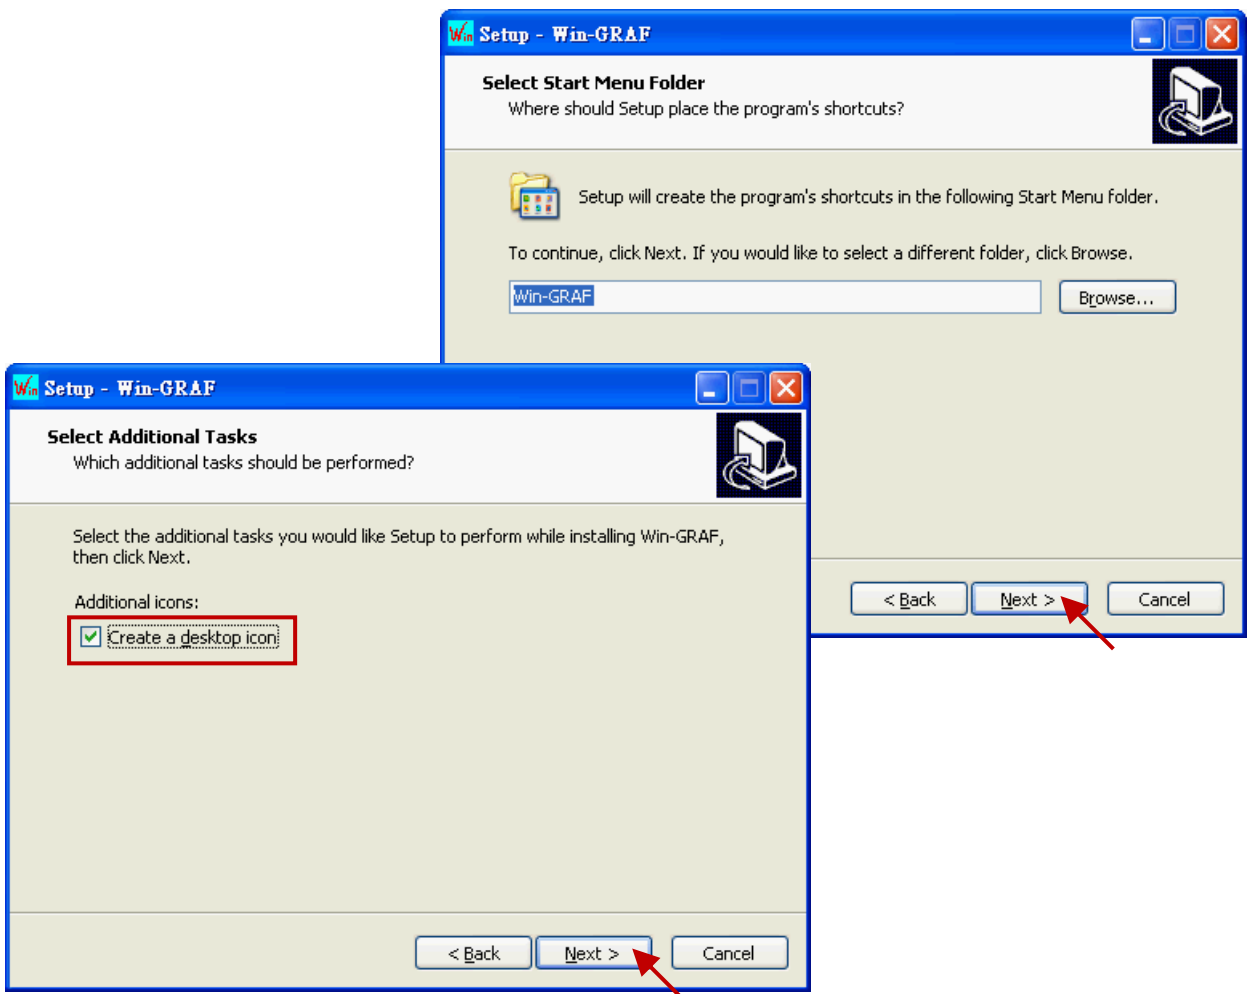 Win Setup - Win-GRAF
Select Start Menu Folder
Where should Setup place the program's shortcuts?
Setup will create the program's shortcuts in the following Start Menu folder.
To continue, click Next. If you would like to select a different folder, click Browse.
Win-GRAF
Browse...
< Back
Next >
Cancel
Win Setup - Win-GRAF
Select Additional Tasks
Which additional tasks should be performed?
Select the additional tasks you would like Setup to perform while installing Win-GRAF,
then click Next.
Additional icons:
Create a desktop icon
< Back
Next >
Cancel